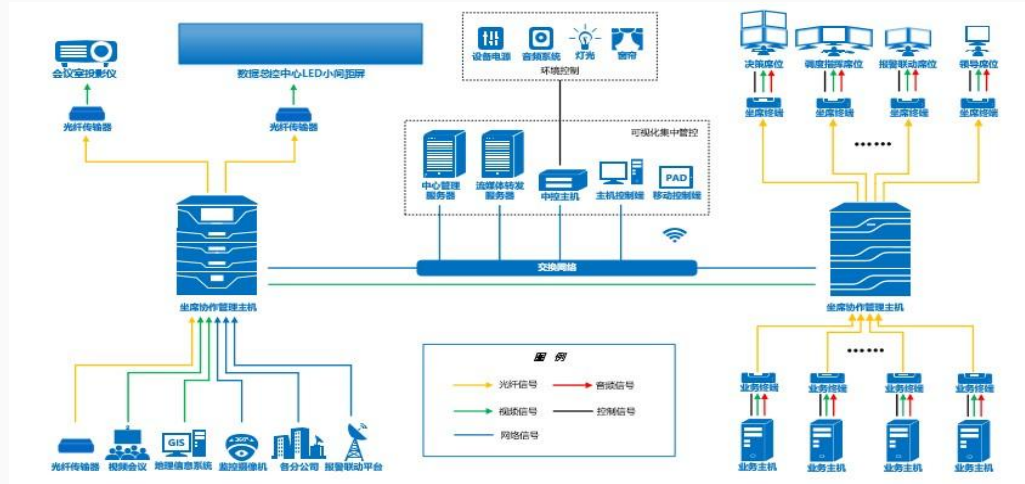 设备电源 音频系统 灯光 窗帘
环境控制
会议室投影仪
数据总控中心LED小间距屏
决策席位 调度指挥席位 报警联动席位 领导席位
光纤传输器 光纤传输器
坐席终端 坐席终端 坐席终端 坐席终端
可视化集中管控
PAD
中心管理
服务器
流媒体转发
服务器
中控主机 主机控制端 移动控制端
......
交换网络
坐席协作管理主机 坐席协作管理主机
......
图 例
光纤信号 音频信号
视频信号 控制信号
网络信号
业务终端 业务终端 业务终端 业务终端
GIS
360°
光纤传输器 视频会议 地理信息系统 监控摄像机 各分公司 报警联动平台
业务主机 业务主机 业务主机 业务主机